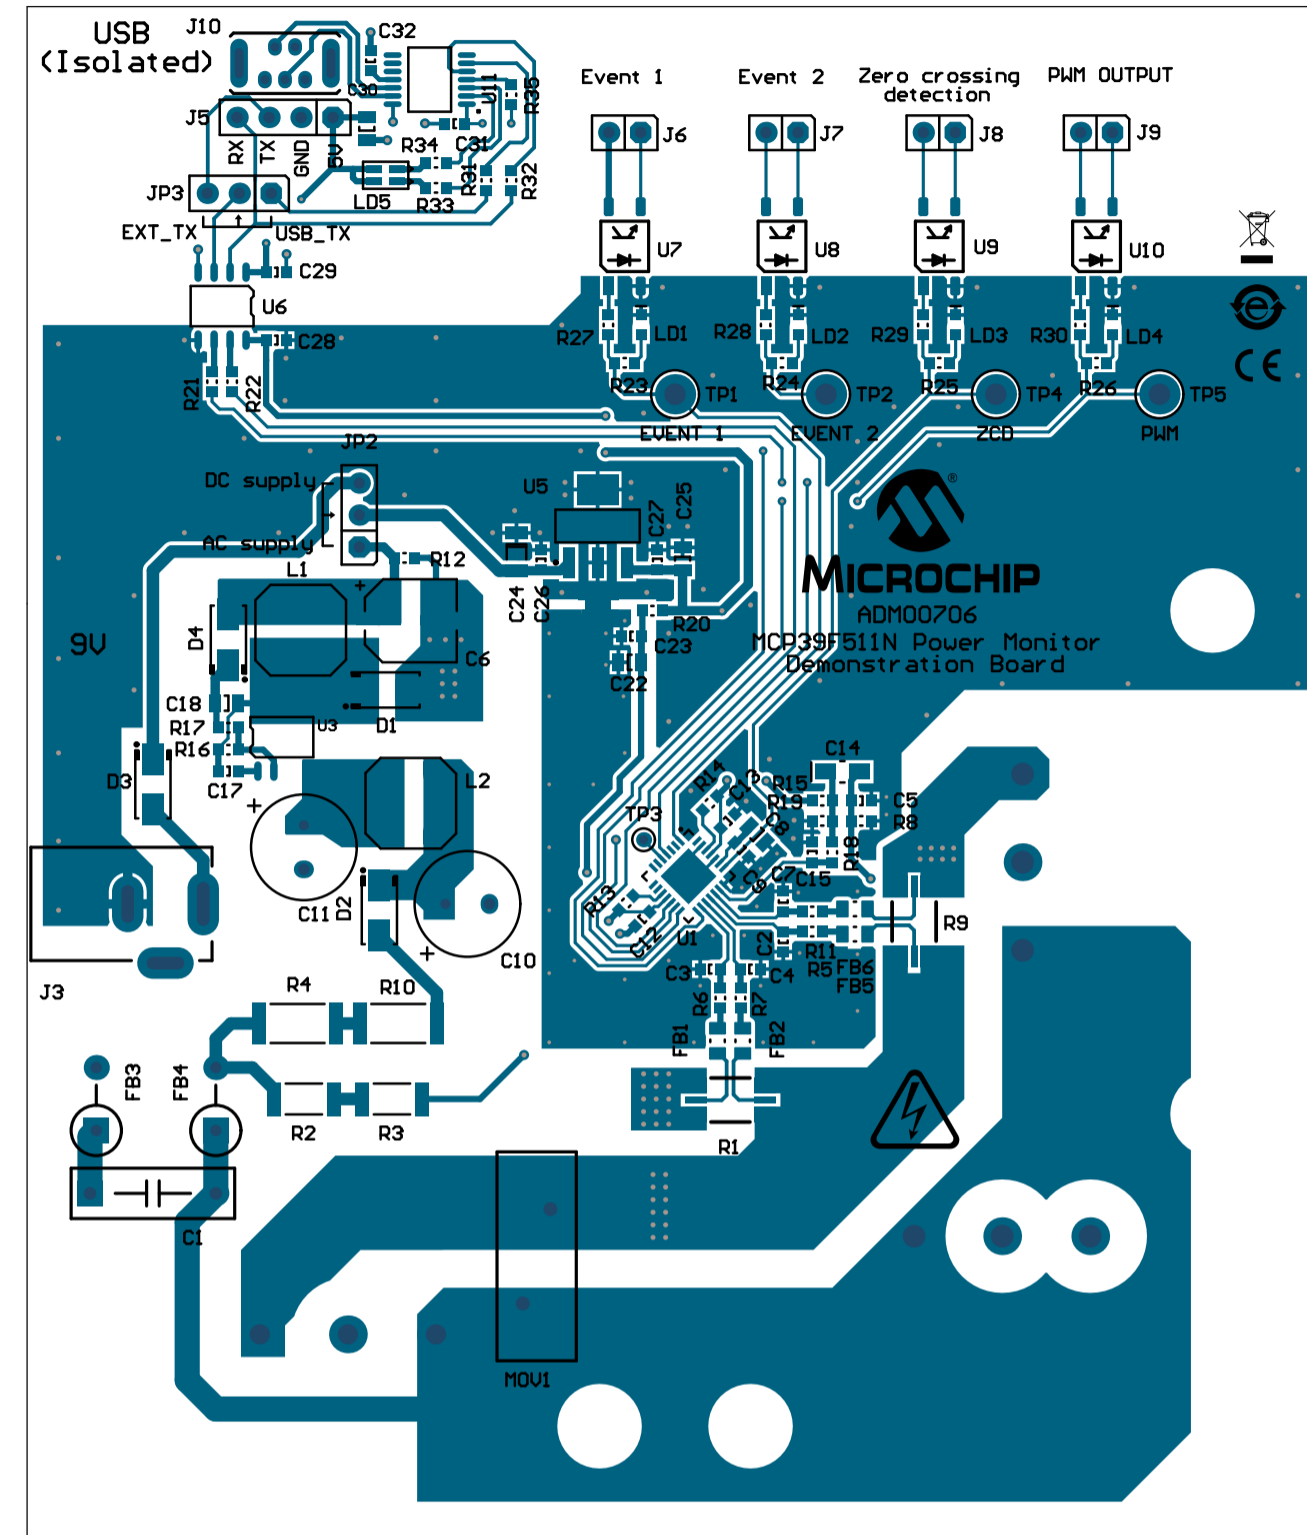 USB
(Isolated)
J10
C32
C30
U11
R35
J5
RX
TX
GND
5V
R34
C31
R31
R32
JP3
LD5
R33
EXT_TX
USB_TX
C29
U6
C28
R21
R22
Event 1
Event 2
Zero crossing
detection
PWM OUTPUT
J6
J7
J8
J9
U7
U8
U9
U10
R27
LD1
R28
LD2
R29
LD3
R30
LD4
R23
R24
R25
R26
TP1
TP2
TP4
TP5
EVENT 1
EVENT 2
ZCD
PWM
CE
JP2
DC supply
AC supply
U5
C27
C25
R12
L1
C24
C26
R20
C23
C22
®
MICROCHIP
ADM00706
MCP39F511N Power Monitor
Demonstration Board
9V
D4
C6
C18
R17
U3
D1
R16
C17
D3
L2
C11
D2
C10
J3
R4
R10
TP3
R14
C13
C8
R15
R19
C14
C5
R8
R18
C15
C7
C9
R13
C12
U1
C2
R11
R5
FB6
FB5
R9
C3
C4
R6
R7
FB1
FB2
R1
FB3
FB4
R2
R3
C1
MOV1